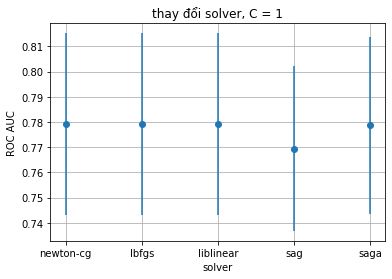 thay đổi solver, C = 1
ROC AUC
0.81
0.80
0.79
0.78
0.77
0.76
0.75
0.74
newton-cg lbfgs liblinear sag saga
solver